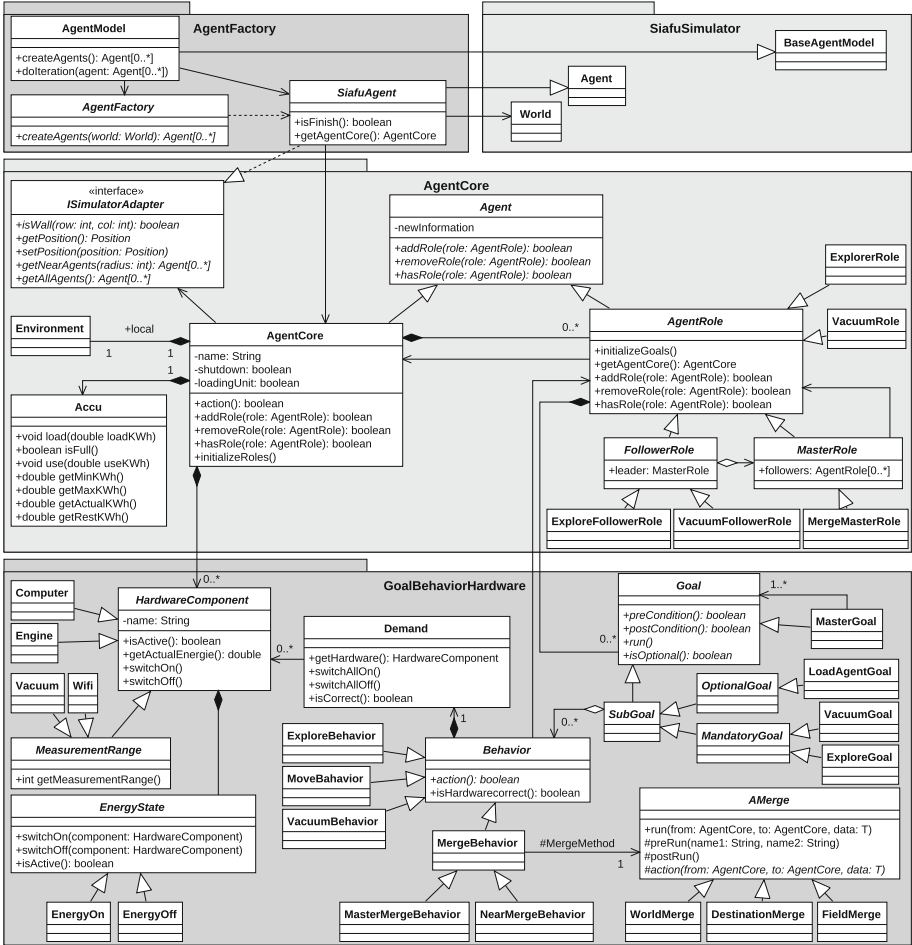 AgentFactory
SiafuSimulator
AgentModel
+createAgents(): Agent[0..*]
+doIteration(agent: Agent[0..*])
BaseAgentModel
AgentFactory
+createAgents(world: World): Agent[0..*]
SiafuAgent
+isFinish(): boolean
+getAgentCore(): AgentCore
Agent
World
AgentCore
«interface»
ISimulatorAdapter
+isWall(row: int, col: int): boolean
+getPosition(): Position
+setPosition(position: Position)
+getNearAgents(radius: int): Agent[0..*]
+getAllAgents(): Agent[0..*]
Agent
-newInformation
+addRole(role: AgentRole): boolean
+removeRole(role: AgentRole): boolean
+hasRole(role: AgentRole): boolean
ExplorerRole
VacuumRole
Environment
+local
1
1
1
AgentCore
-name: String
-shutdown: boolean
-loadingUnit: boolean
+action(): boolean
+addRole(role: AgentRole): boolean
+removeRole(role: AgentRole): boolean
+hasRole(role: AgentRole): boolean
+initializeRoles()
0..*
AgentRole
+initializeGoals()
+getAgentCore(): AgentCore
+addRole(role: AgentRole): boolean
+removeRole(role: AgentRole): boolean
+hasRole(role: AgentRole): boolean
Accu
+void load(double loadKWh)
+boolean isFull()
+void use(double useKWh)
+double getMinKWh()
+double getMaxKWh()
+double getActualKWh()
+double getRestKWh()
FollowerRole
+leader: MasterRole
MasterRole
+followers: AgentRole[0..*]
ExploreFollowerRole
VacuumFollowerRole
MergeMasterRole
GoalBehaviorHardware
0..*
Computer
Engine
Vacuum
Wifi
HardwareComponent
-name: String
+isActive(): boolean
+getActualEnergie(): double
+switchOn()
+switchOff()
0..*
Demand
+getHardware(): HardwareComponent
+switchAllOn()
+switchAllOff()
+isCorrect(): boolean
1
Goal
+preCondition(): boolean
+postCondition(): boolean
+run()
+isOptional(): boolean
1..*
0..*
MasterGoal
LoadAgentGoal
OptionalGoal
SubGoal
0..*
MandatoryGoal
VacuumGoal
ExploreGoal
MeasurementRange
+int getMeasurementRange()
ExploreBehavior
MoveBahavior
VacuumBehavior
Behavior
+action(): boolean
+isHardwarecorrect(): boolean
EnergyState
+switchOn(component: HardwareComponent)
+switchOff(component: HardwareComponent)
+isActive(): boolean
AMerge
+run(from: AgentCore, to: AgentCore, data: T)
#preRun(name1: String, name2: String)
#postRun()
#action(from: AgentCore, to: AgentCore, data: T)
MergeBehavior
#MergeMethod
1
EnergyOn
EnergyOff
MasterMergeBehavior
NearMergeBehavior
WorldMerge
DestinationMerge
FieldMerge